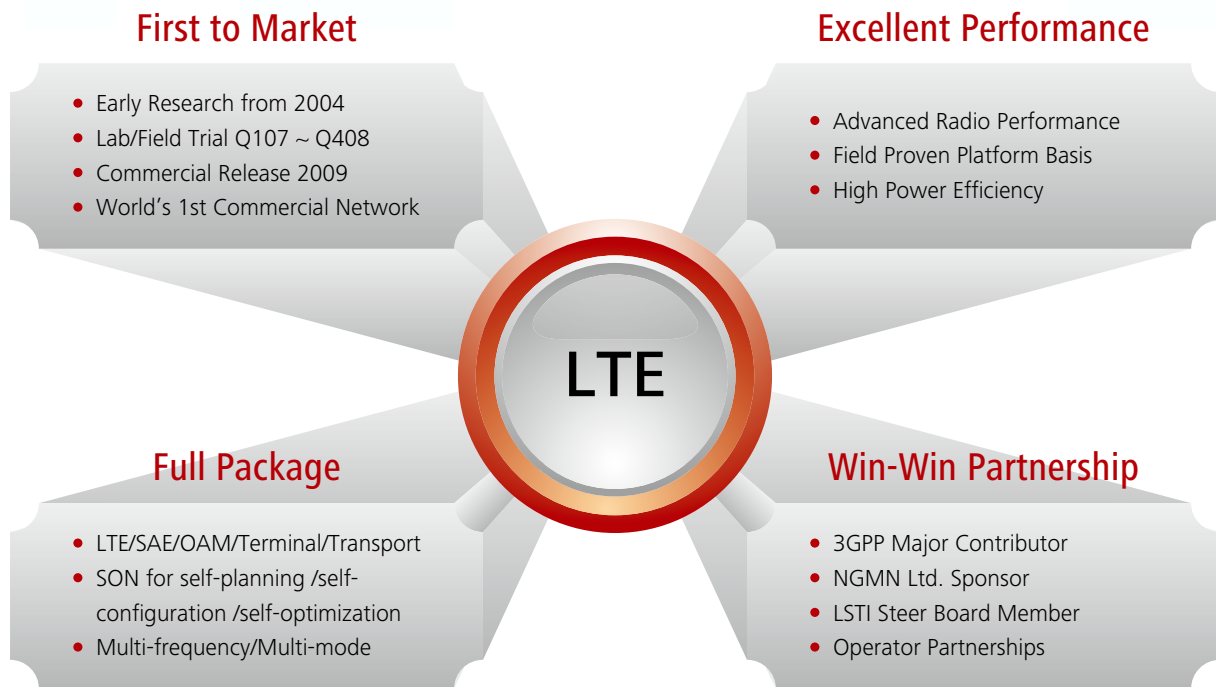 First to Market
• Early Research from 2004
• Lab/Field Trial Q107 ~ Q408
• Commercial Release 2009
• World's 1st Commercial Network
Excellent Performance
• Advanced Radio Performance
• Field Proven Platform Basis
• High Power Efficiency
LTE
Full Package
• LTE/SAE/OAM/Terminal/Transport
• SON for self-planning /self-
configuration /self-optimization
• Multi-frequency/Multi-mode
Win-Win Partnership
• 3GPP Major Contributor
• NGMN Ltd. Sponsor
• LSTI Steer Board Member
• Operator Partnerships